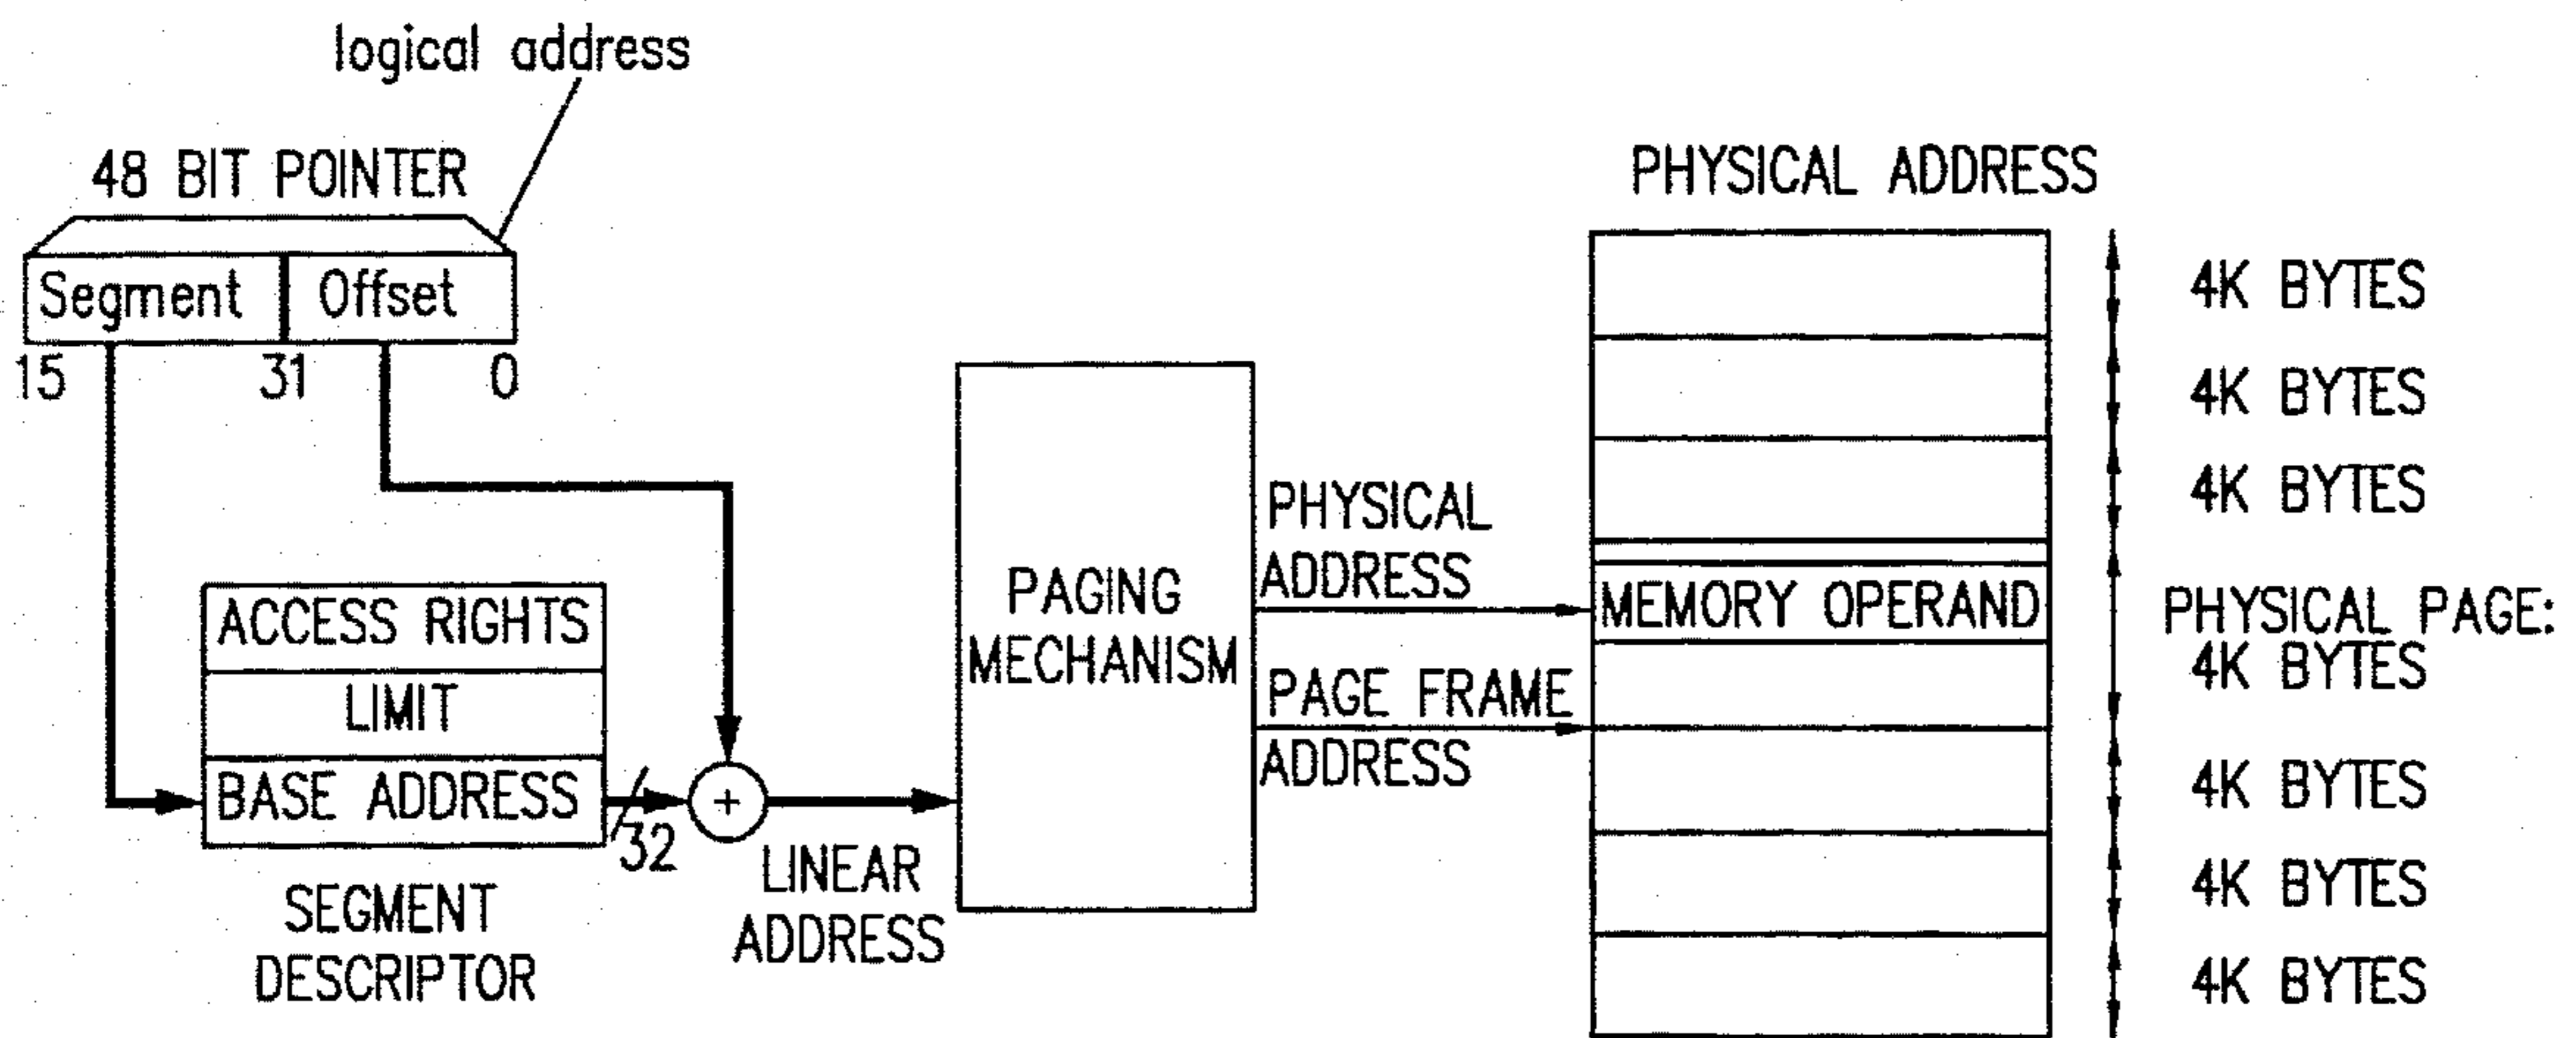 logical address
48 BIT POINTER
Segment
Offset
15
31
0
ACCESS RIGHTS
LIMIT
BASE ADDRESS
32
SEGMENT
DESCRIPTOR
+
LINEAR
ADDRESS
PAGING
MECHANISM
PHYSICAL
ADDRESS
PAGE FRAME
ADDRESS
PHYSICAL ADDRESS
MEMORY OPERAND
4K BYTES
4K BYTES
4K BYTES
PHYSICAL PAGE:
4K BYTES
4K BYTES
4K BYTES
4K BYTES